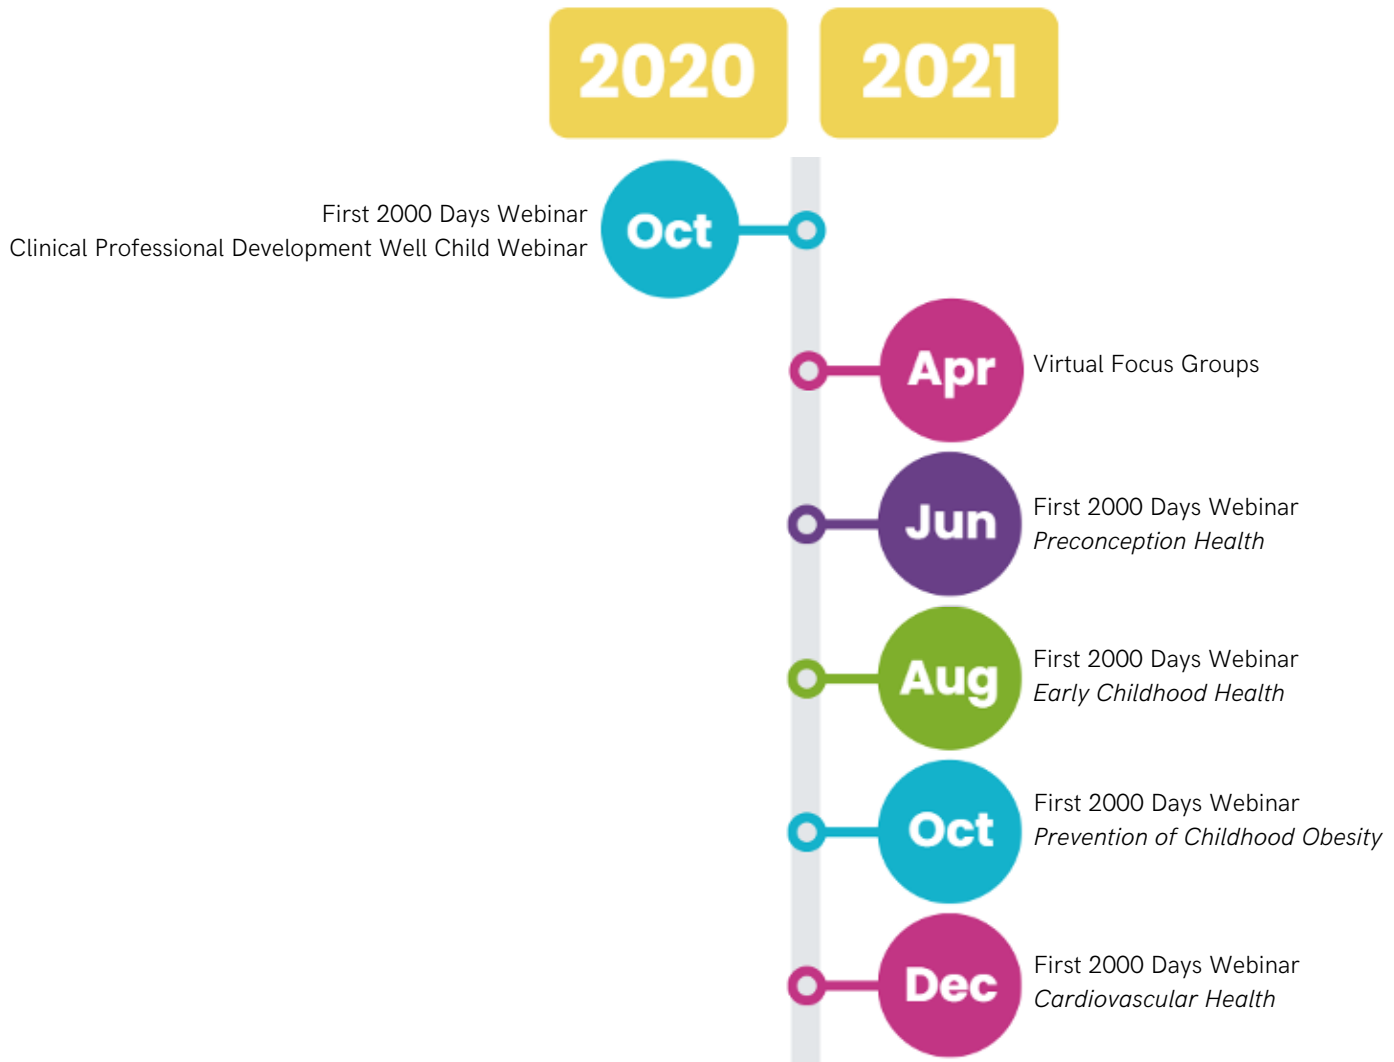 2020
2021
First 2000 Days Webinar
Clinical Professional Development Well Child Webinar
Oct
Apr
Virtual Focus Groups
Jun
First 2000 Days Webinar
Preconception Health
Aug
First 2000 Days Webinar
Early Childhood Health
Oct
First 2000 Days Webinar
Prevention of Childhood Obesity
Dec
First 2000 Days Webinar
Cardiovascular Health